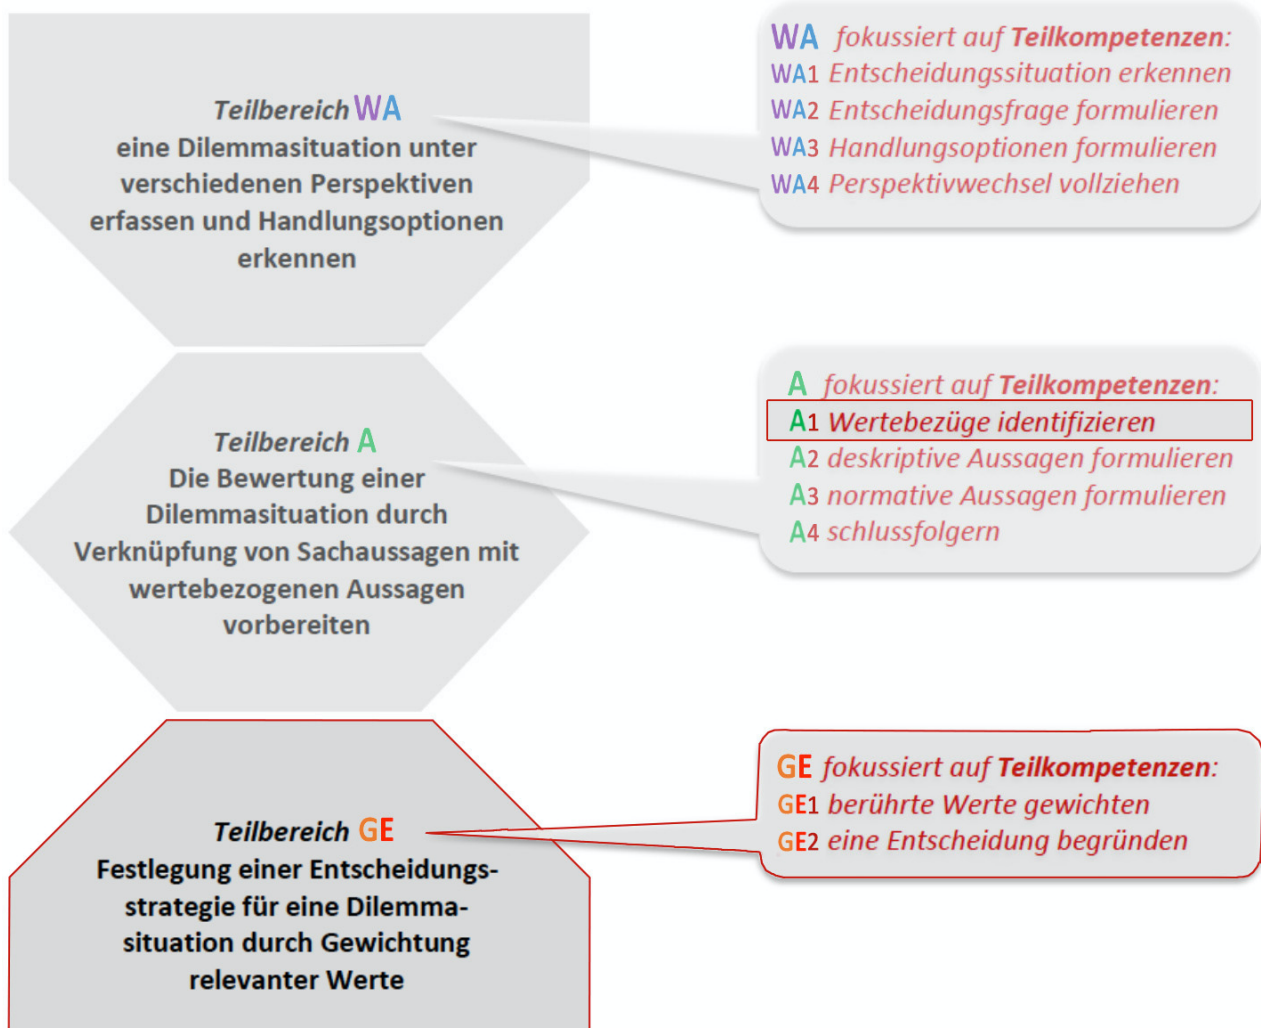 Teilbereich WA
eine Dilemmasituation unter
verschiedenen Perspektiven
erfassen und Handlungsoptionen
erkennen
WA fokussiert auf Teilkompetenzen:
WA1 Entscheidungssituation erkennen
WA2 Entscheidungsfrage formulieren
WA3 Handlungsoptionen formulieren
WA4 Perspektivwechsel vollziehen
Teilbereich A
Die Bewertung einer
Dilemmasituation durch
Verknüpfung von Sachaussagen mit
wertebezogenen Aussagen
vorbereiten
A fokussiert auf Teilkompetenzen:
A1 Wertebezüge identifizieren
A2 deskriptive Aussagen formulieren
A3 normative Aussagen formulieren
A4 schlussfolgern
Teilbereich GE
Festlegung einer Entscheidungs-
strategie für eine Dilemma-
situation durch Gewichtung
relevanter Werte
GE fokussiert auf Teilkompetenzen:
GE1 berührte Werte gewichten
GE2 eine Entscheidung begründen